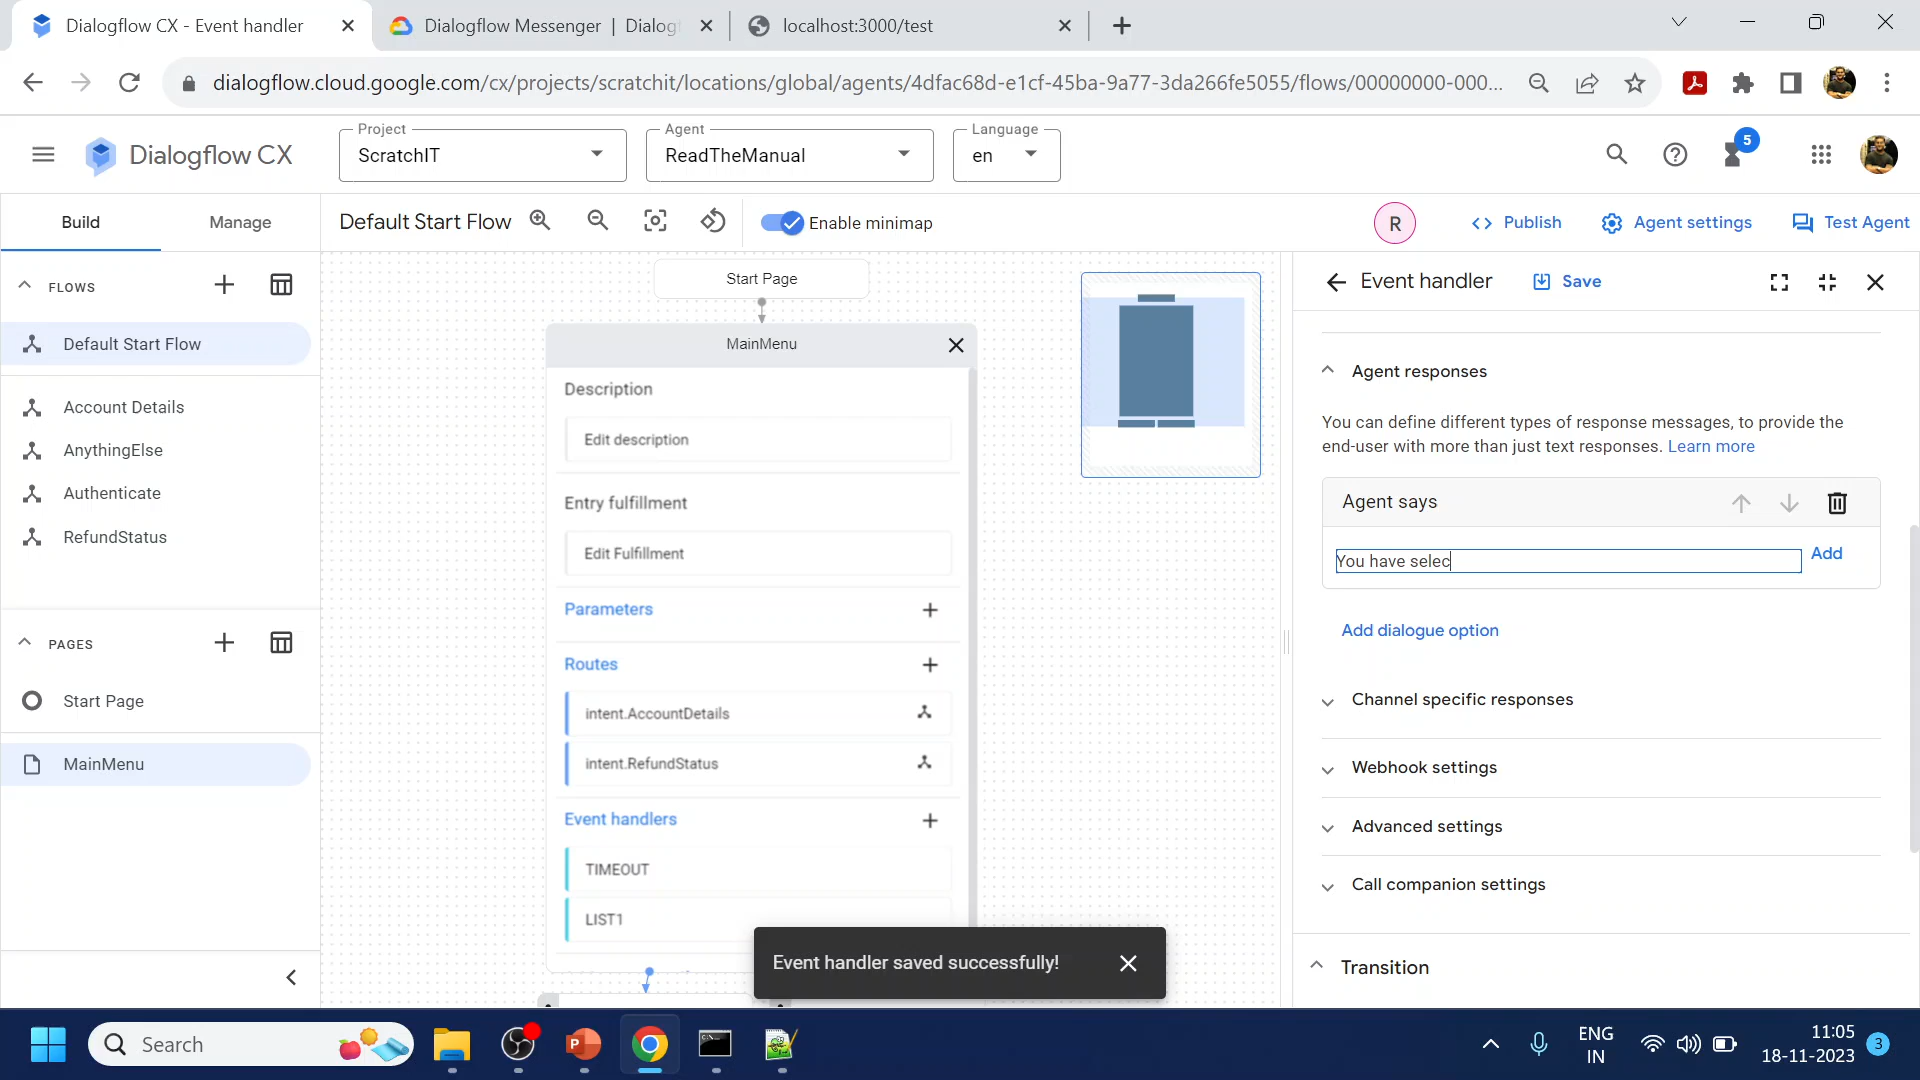 Dialogflow CX - Event handler
Dialogflow Messenger | Dialogf
localhost:3000/test
dialogflow.cloud.google.com/cx/projects/scratchit/locations/global/agents/4dfac68d-e1cf-45ba-9a77-3da266fe5055/flows/00000000-000...
Dialogflow CX
Project
ScratchIT
Agent
ReadTheManual
Language
en
5
Build
Manage
Default Start Flow
Enable minimap
R
Publish
Agent settings
Test Agent
FLOWS
Default Start Flow
Account Details
AnythingElse
Authenticate
RefundStatus
PAGES
Start Page
MainMenu
Start Page
MainMenu
Description
Edit description
Entry fulfillment
Edit Fulfillment
Parameters
Routes
intent.AccountDetails
intent.RefundStatus
Event handlers
TIMEOUT
LIST1
Event handler saved successfully!
Event handler
Save
Agent responses
You can define different types of response messages, to provide the
end-user with more than just text responses. Learn more
Agent says
You have selec
Add
Add dialogue option
Channel specific responses
Webhook settings
Advanced settings
Call companion settings
Transition
Search
ENG
IN
11:05
18-11-2023
3